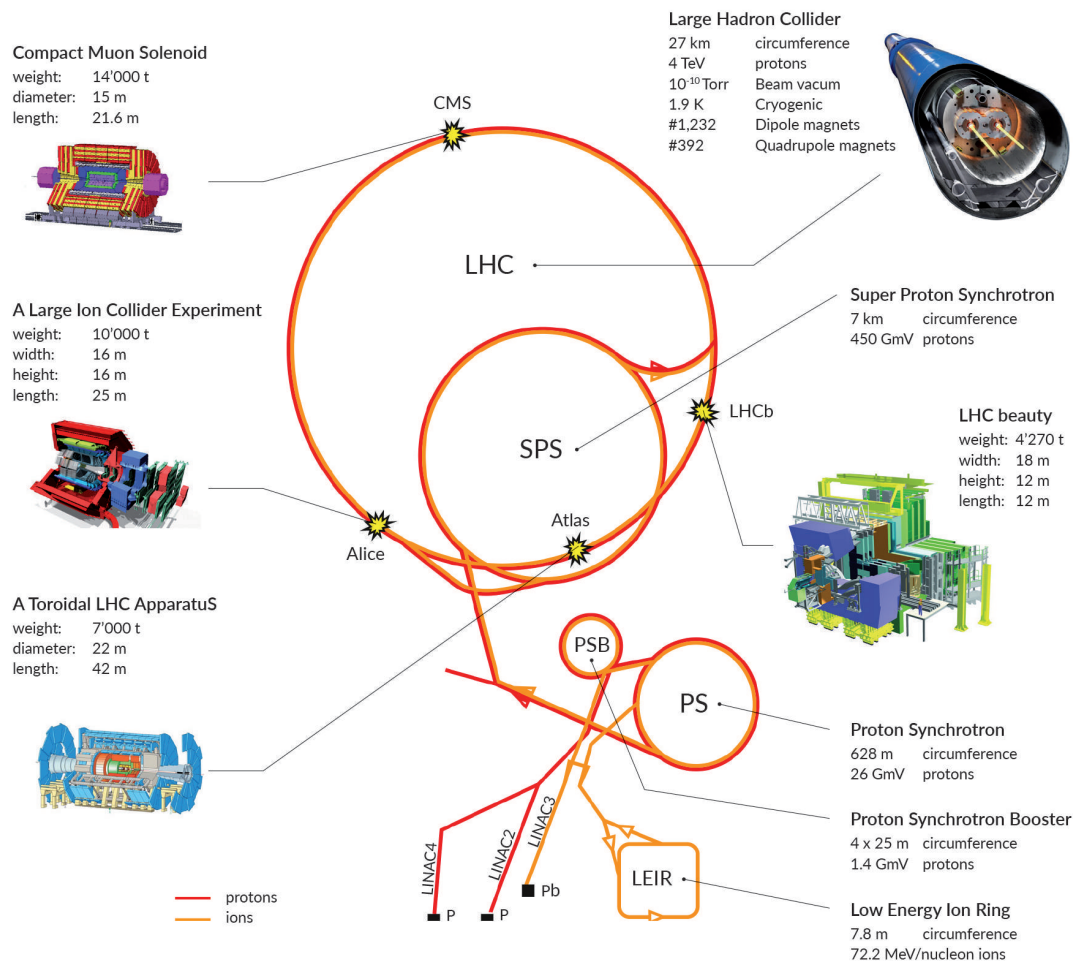 Compact Muon Solenoid
weight: 14'000 t
diameter: 15 m
length: 21.6 m
CMS
Large Hadron Collider
27 km circumference
4 TeV protons
10⁻¹⁰ Torr Beam vacum
1.9 K Cryogenic
#1,232 Dipole magnets
#392 Quadrupole magnets
LHC
A Large Ion Collider Experiment
weight: 10'000 t
width: 16 m
height: 16 m
length: 25 m
Super Proton Synchrotron
7 km circumference
450 GmV protons
SPS
LHCb
LHC beauty
weight: 4'270 t
width: 18 m
height: 12 m
length: 12 m
Alice
Atlas
A Toroidal LHC ApparatuS
weight: 7'000 t
diameter: 22 m
length: 42 m
PSB
PS
Proton Synchrotron
628 m circumference
26 GmV protons
Proton Synchrotron Booster
4 x 25 m circumference
1.4 GmV protons
LINAC4
LINAC2
LINAC3
LEIR
Pb
P
P
Low Energy Ion Ring
7.8 m circumference
72.2 MeV/nucleon ions
protons
ions